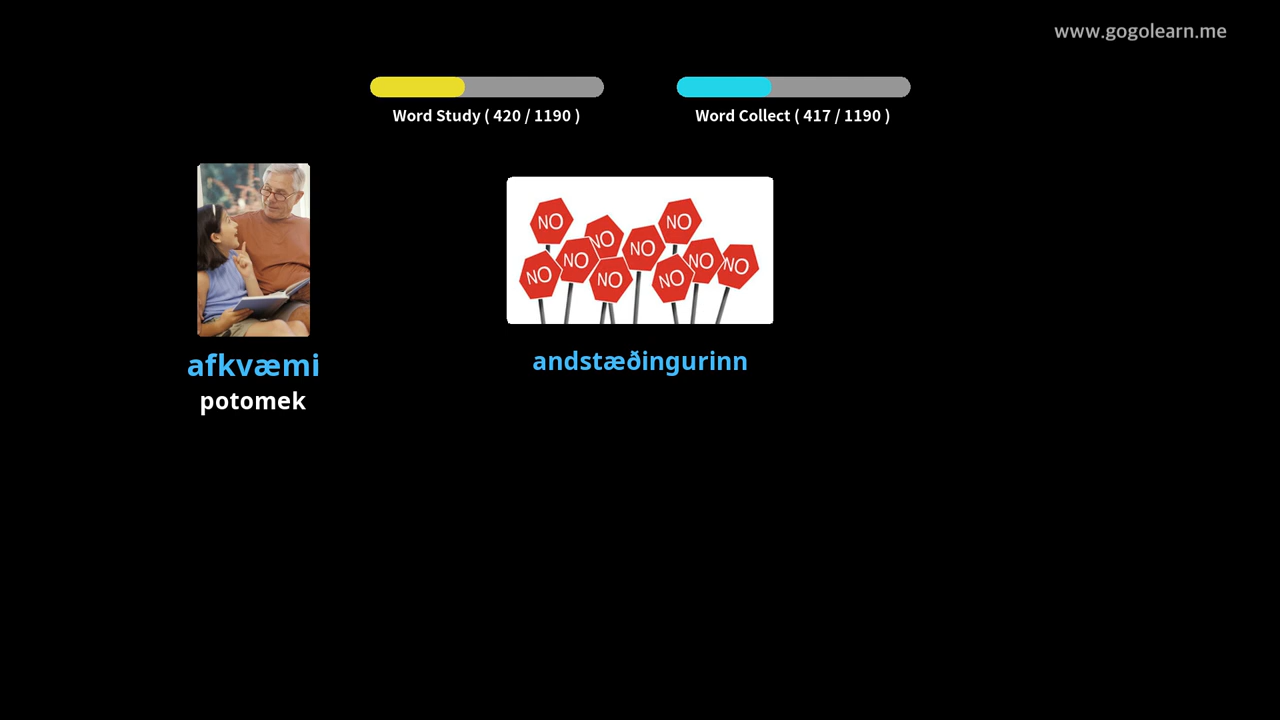 www.gogolearn.me
Word Study ( 420 / 1190 )
Word Collect ( 417 / 1190 )
NO
NO
NO
NO
NO
NO
NO
NO
NO
NO
afkvæmi
potomek
andstæðingurinn